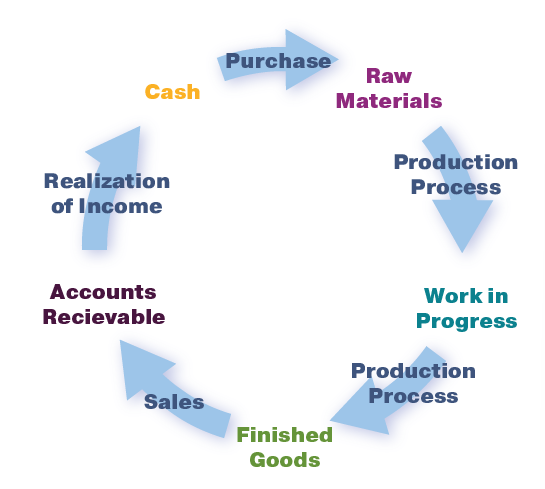 Cash
Purchase
Raw
Materials
Production
Process
Work in
Progress
Production
Process
Finished
Goods
Sales
Accounts
Recievable
Realization
of Income